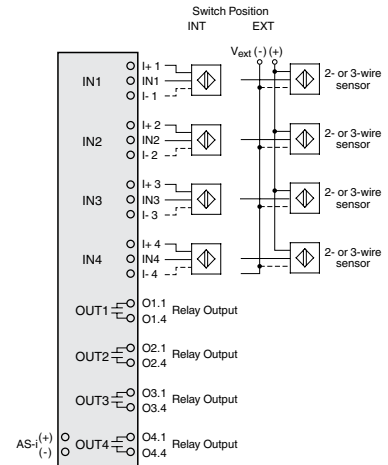 Switch Position
INT EXT
Vext (-) (+)
IN1
I+ 1
IN1
I- 1
2- or 3-wire
sensor
IN2
I+ 2
IN2
I- 2
2- or 3-wire
sensor
IN3
I+ 3
IN3
I- 3
2- or 3-wire
sensor
IN4
I+ 4
IN4
I- 4
2- or 3-wire
sensor
OUT1
O1.1
O1.4
Relay Output
OUT2
O2.1
O2.4
Relay Output
OUT3
O3.1
O3.4
Relay Output
AS-i (+)
(-)
OUT4
O4.1
O4.4
Relay Output